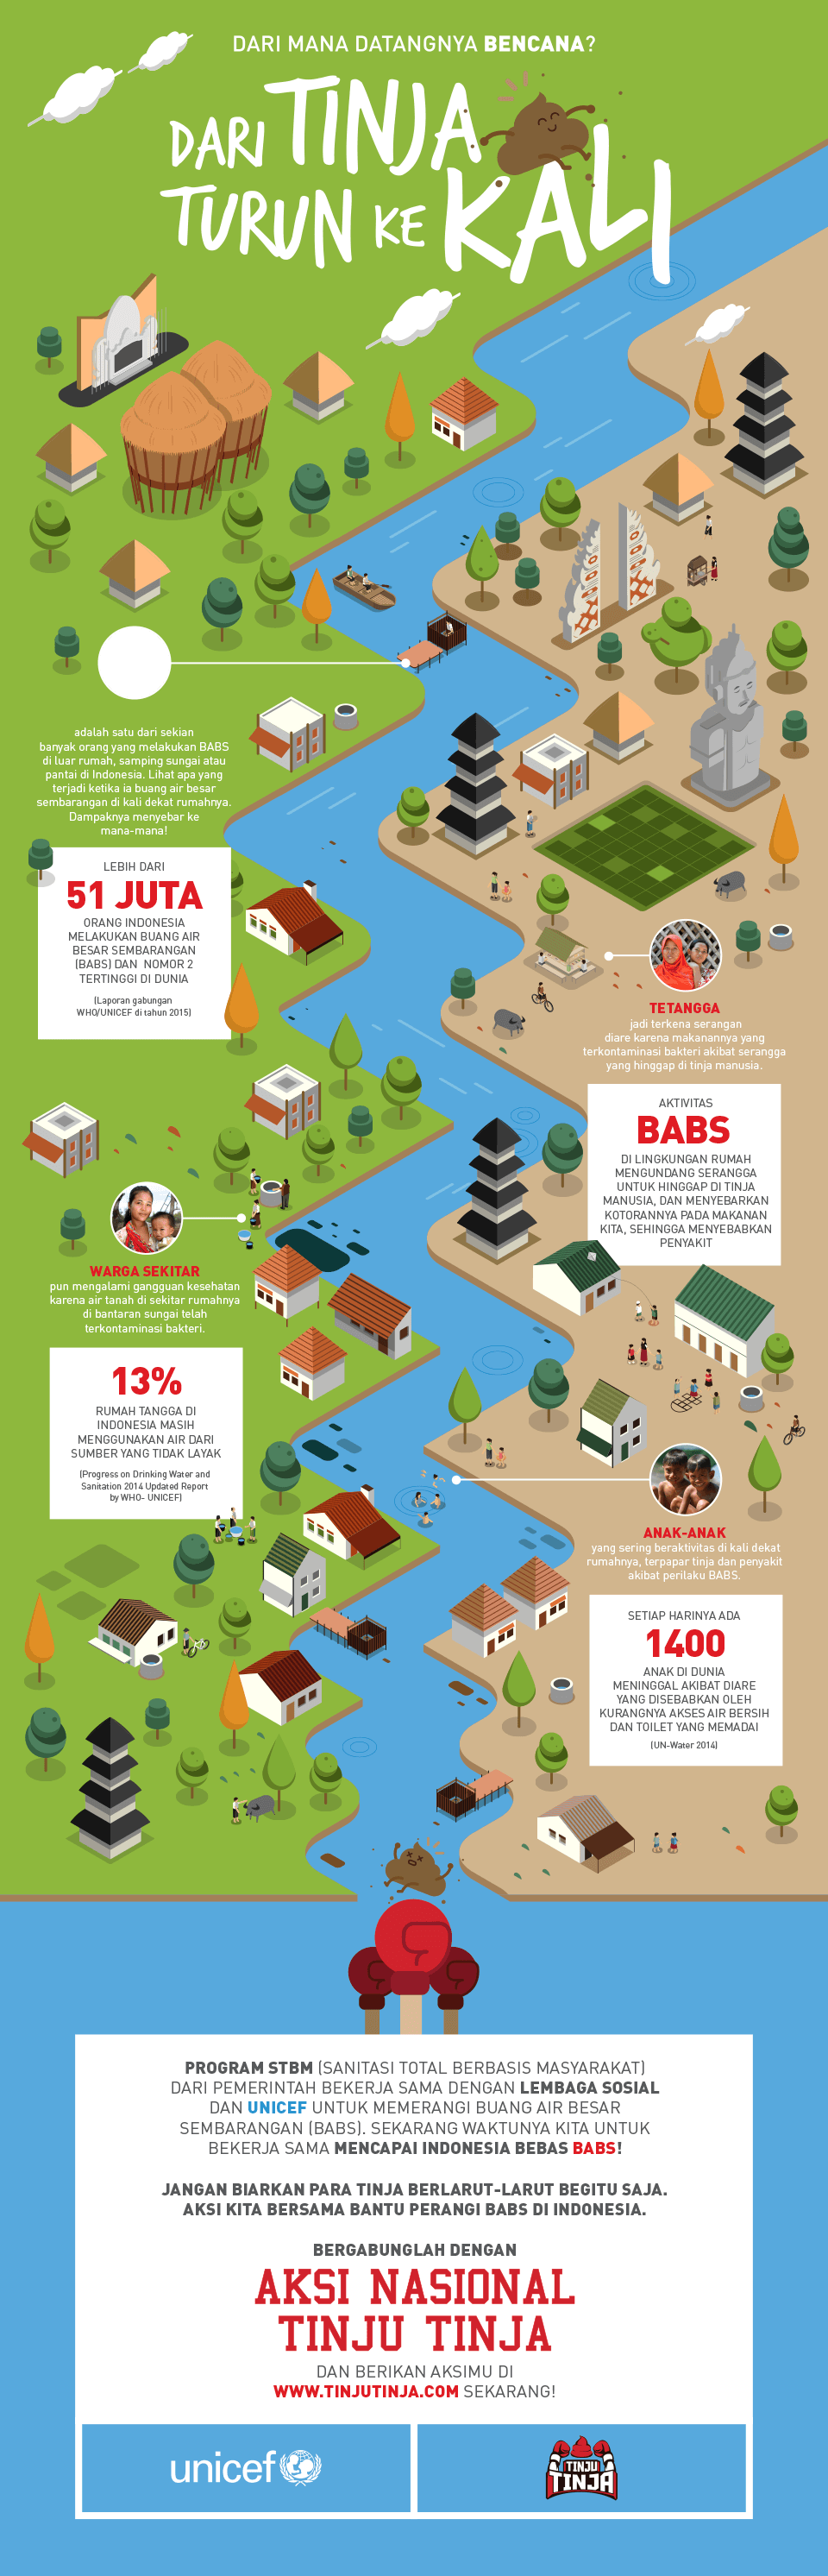 DARI MANA DATANGNYA BENCANA?
DARI TINJA
TURUN KE KALI
adalah satu dari sekian
banyak orang yang melakukan BABS
di luar rumah, samping sungai atau
pantai di Indonesia. Lihat apa yang
terjadi ketika ia buang air besar
sembarangan di kali dekat rumahnya.
Dampaknya menyebar ke
mana-mana!
LEBIH DARI
51 JUTA
ORANG INDONESIA
MELAKUKAN BUANG AIR
BESAR SEMBARANGAN
(BABS) DAN NOMOR 2
TERTINGGI DI DUNIA
(Laporan gabungan
WHO/UNICEF di tahun 2015)
TETANGGA
jadi terkena serangan
diare karena makanannya yang
terkontaminasi bakteri akibat serangga
yang hinggap di tinja manusia.
AKTIVITAS
BABS
DI LINGKUNGAN RUMAH
MENGUNDANG SERANGGA
UNTUK HINGGAP DI TINJA
MANUSIA, DAN MENYEBARKAN
KOTORANNYA PADA MAKANAN
KITA, SEHINGGA MENYEBABKAN
PENYAKIT
WARGA SEKITAR
pun mengalami gangguan kesehatan
karena air tanah di sekitar rumahnya
di bantaran sungai telah
terkontaminasi bakteri.
13%
RUMAH TANGGA DI
INDONESIA MASIH
MENGGUNAKAN AIR DARI
SUMBER YANG TIDAK LAYAK
(Progress on Drinking Water and
Sanitation 2014 Updated Report
by WHO- UNICEF)
ANAK-ANAK
yang sering beraktivitas di kali dekat
rumahnya, terpapar tinja dan penyakit
akibat perilaku BABS.
SETIAP HARINYA ADA
1400
ANAK DI DUNIA
MENINGGAL AKIBAT DIARE
YANG DISEBABKAN OLEH
KURANGNYA AKSES AIR BERSIH
DAN TOILET YANG MEMADAI
(UN-Water 2014)
PROGRAM STBM (SANITASI TOTAL BERBASIS MASYARAKAT)
DARI PEMERINTAH BEKERJA SAMA DENGAN LEMBAGA SOSIAL
DAN UNICEF UNTUK MEMERANGI BUANG AIR BESAR
SEMBARANGAN (BABS). SEKARANG WAKTUNYA KITA UNTUK
BEKERJA SAMA MENCAPAI INDONESIA BEBAS BABS!
JANGAN BIARKAN PARA TINJA BERLARUT-LARUT BEGITU SAJA.
AKSI KITA BERSAMA BANTU PERANGI BABS DI INDONESIA.
BERGABUNGLAH DENGAN
AKSI NASIONAL
TINJU TINJA
DAN BERIKAN AKSIMU DI
WWW.TINJUTINJA.COM SEKARANG!
unicef
TINJU
TINJA